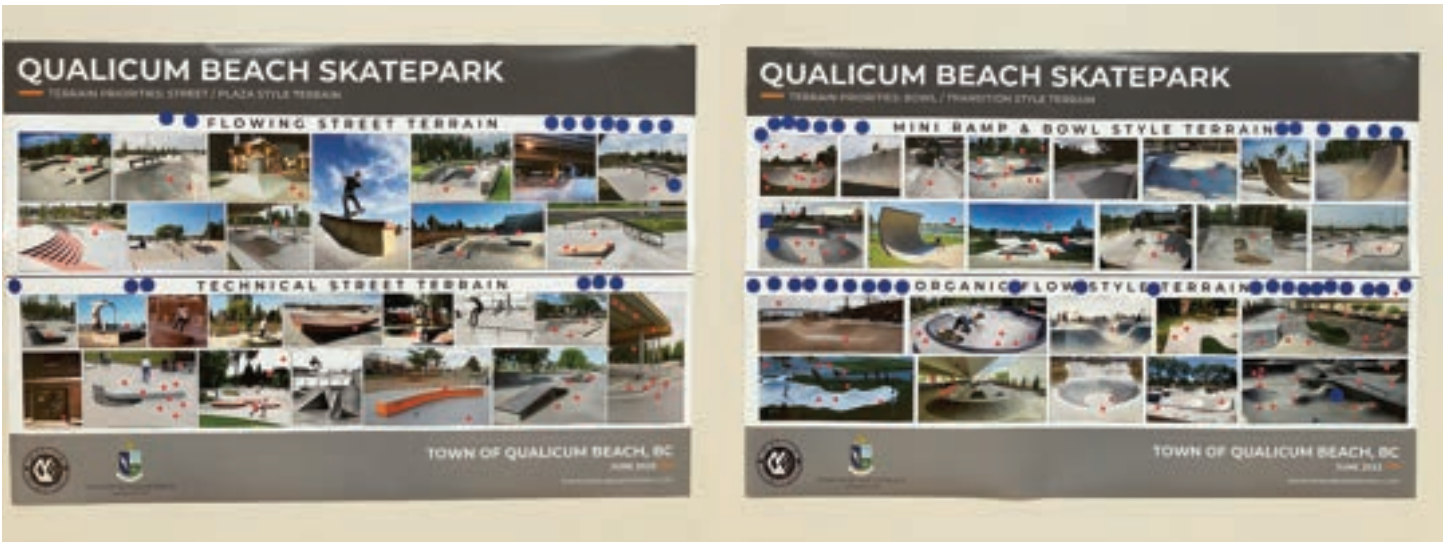 QUALICUM BEACH SKATEPARK
TERRAIN PRIORITIES: STREET / PLAZA STYLE TERRAIN
FLOWING STREET TERRAIN
TECHNICAL STREET TERRAIN
TOWN OF QUALICUM BEACH, BC
JUNE
QUALICUM BEACH SKATEPARK
TERRAIN PRIORITIES: BOWL / TRANSITION STYLE TERRAIN
MINI RAMP & BOWL STYLE TERRAIN
ORGANIC FLOW STYLE TERRAIN
TOWN OF QUALICUM BEACH, BC
JUNE